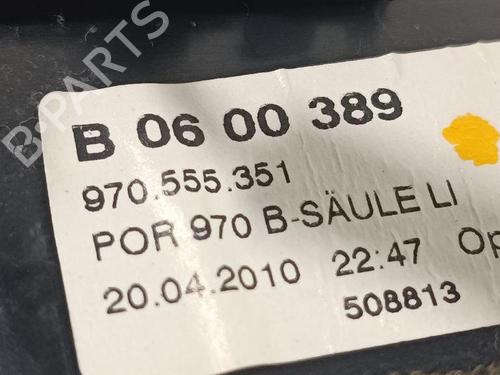 B-PARTS
B 06 00 389
970.555.351
POR 970 B-SÄULE LI
20.04.2010 22:47 Op
508813